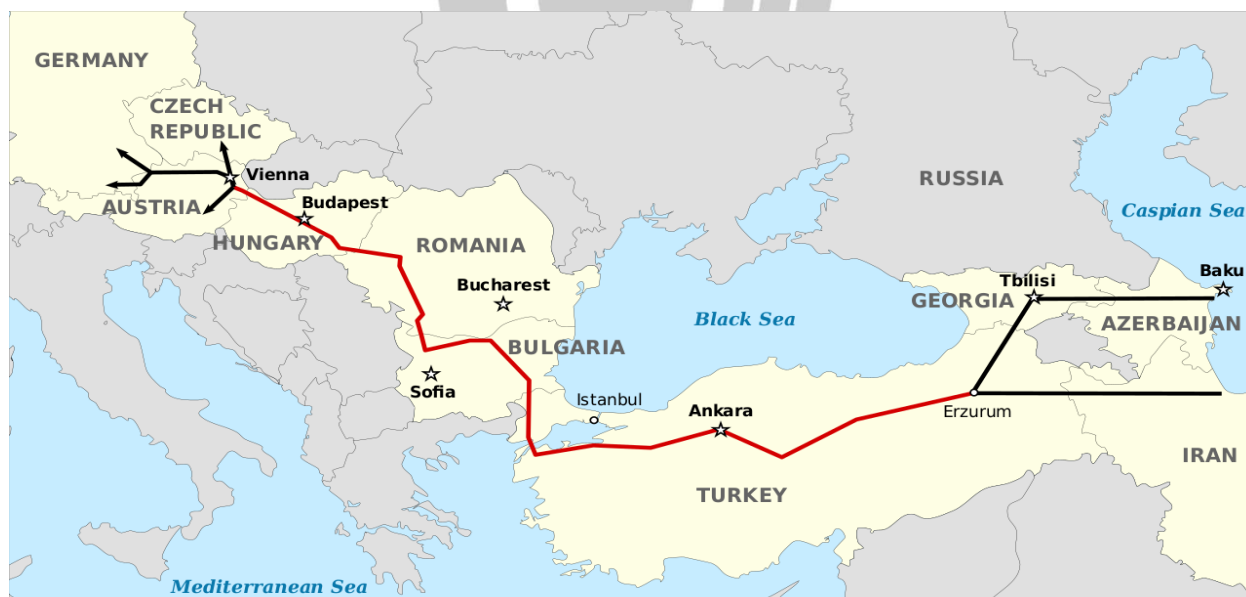 GERMANY
CZECH
REPUBLIC
Vienna
AUSTRIA
Budapest
HUNGARY
ROMANIA
Bucharest
BULGARIA
Sofia
Istanbul
Ankara
TURKEY
Black Sea
RUSSIA
Caspian Sea
Tbilisi
Baku
GEORGIA
AZERBAIJAN
Erzurum
IRAN
Mediterranean Sea